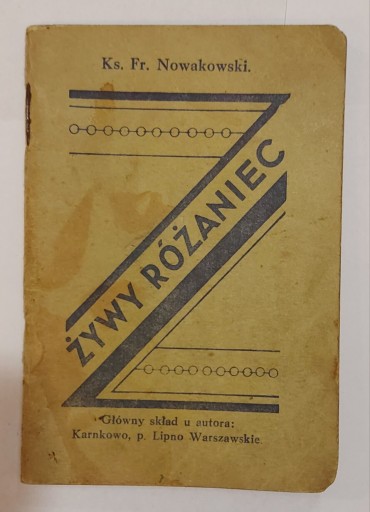 Ks. Fr. Nowakowski.
ŻYWY RÓŻANIEC
Główny skład u autora:
Karnkowo, p. Lipno Warszawskie.